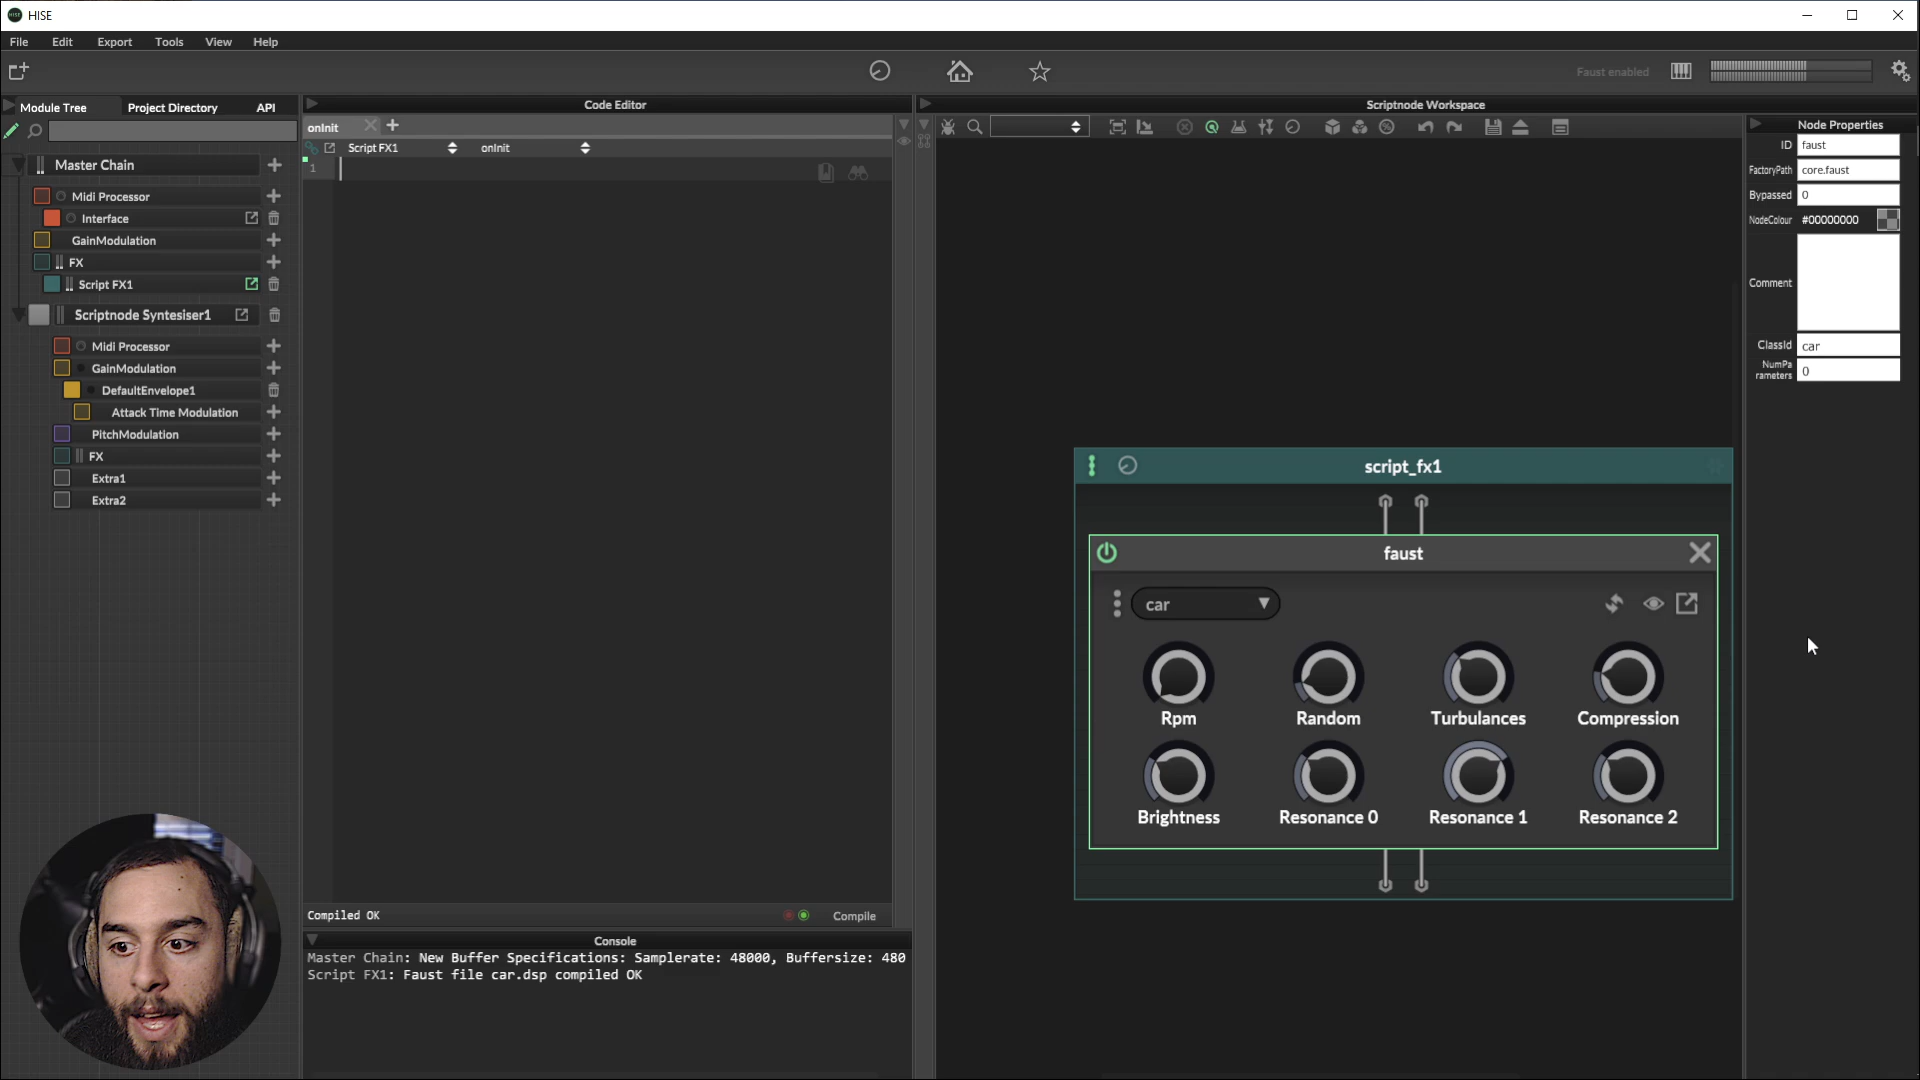 HISE
File Edit Export Tools View Help
Faust enabled
Module Tree Project Directory API
Master Chain
Midi Processor
Interface
GainModulation
FX
Script FX1
Scriptnode Syntesiser1
Midi Processor
GainModulation
DefaultEnvelope1
Attack Time Modulation
PitchModulation
FX
Extra1
Extra2
Code Editor
onInit
Script FX1 onInit
1
Compiled OK Compile
Console
Master Chain: New Buffer Specifications: Samplerate: 48000, Buffersize: 480
Script FX1: Faust file car.dsp compiled OK
Scriptnode Workspace
script_fx1
faust
car
Rpm Random Turbulances Compression
Brightness Resonance 0 Resonance 1 Resonance 2
Node Properties
ID faust
FactoryPath core.faust
Bypassed 0
NodeColour #00000000
Comment
ClassId car
NumPa
rameters 0